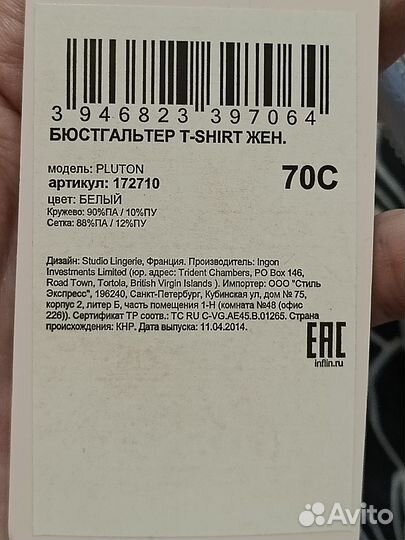 3 946823 397064
БЮСТГАЛЬТЕР T-SHIRT ЖЕН.
модель: PLUTON
артикул: 172710
70C
цвет: БЕЛЫЙ
Кружево: 90%ПА / 10%ПУ
Сетка: 88%ПА / 12%ПУ
Дизайн: Studio Lingerie, Франция. Производитель: Ingon
Investments Limited (юр. адрес: Trident Chambers, PO Box 146,
Road Town, Tortola, British Virgin Islands ). Импортер: ООО "Стиль
Экспресс", 196240, Санкт-Петербург, Кубинская ул, дом № 75,
корпус 2, литер Б, часть помещения 1-Н (комната №48 (офис
226)). Сертификат ТР соотв.: TC RU C-VG.AE45.B.01265. Страна
происхождения: КНР. Дата выпуска: 11.04.2014.
EAC
inflin.ru
Avito